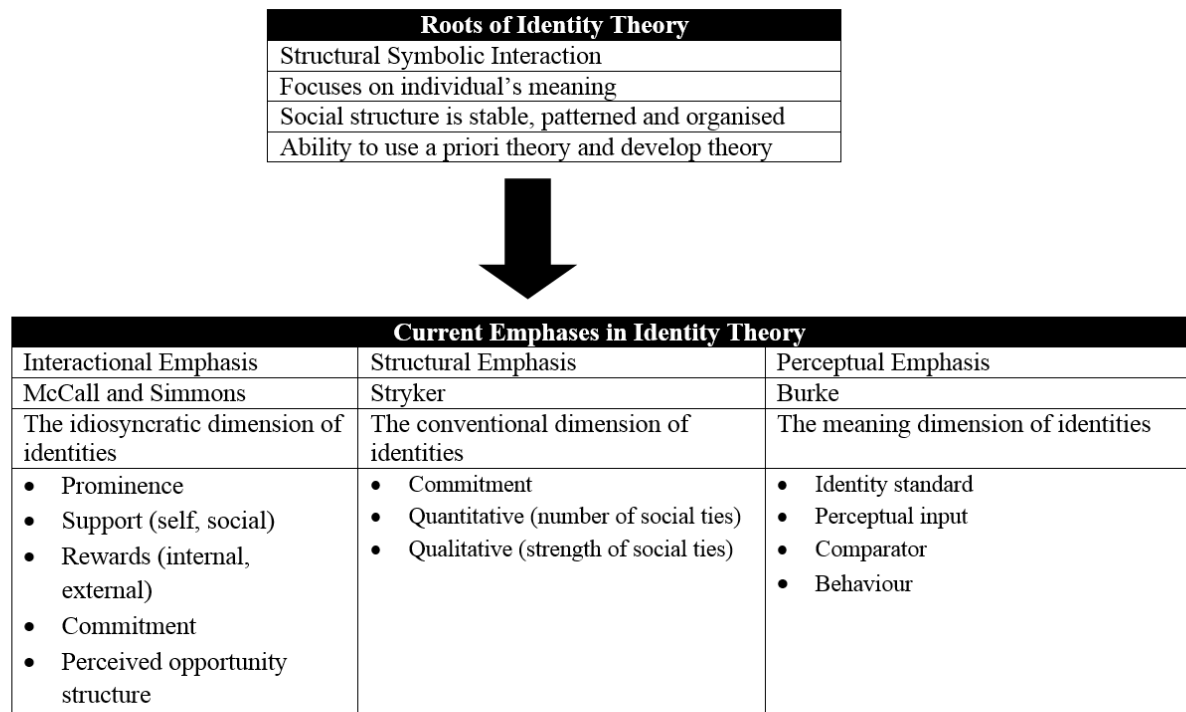 Roots of Identity Theory
Structural Symbolic Interaction
Focuses on individual’s meaning
Social structure is stable, patterned and organised
Ability to use a priori theory and develop theory
Current Emphases in Identity Theory
Interactional Emphasis
Structural Emphasis
Perceptual Emphasis
McCall and Simmons
Stryker
Burke
The idiosyncratic dimension of
identities
The conventional dimension of
identities
The meaning dimension of identities
• Prominence
• Support (self, social)
• Rewards (internal,
external)
• Commitment
• Perceived opportunity
structure
• Commitment
• Quantitative (number of social ties)
• Qualitative (strength of social ties)
• Identity standard
• Perceptual input
• Comparator
• Behaviour